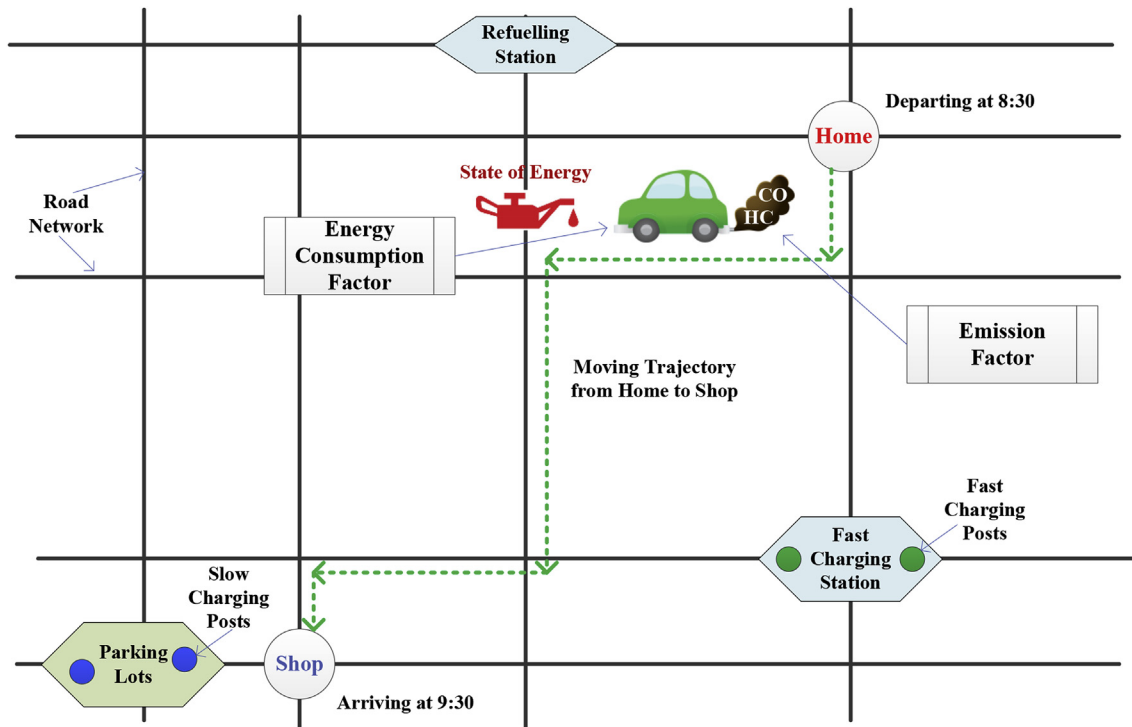 Refuelling
Station
Departing at 8:30
Home
State of Energy
CO
HC
Road
Network
Energy
Consumption
Factor
Emission
Factor
Moving Trajectory
from Home to Shop
Fast
Charging
Posts
Fast
Charging
Station
Slow
Charging
Posts
Parking
Lots
Shop
Arriving at 9:30